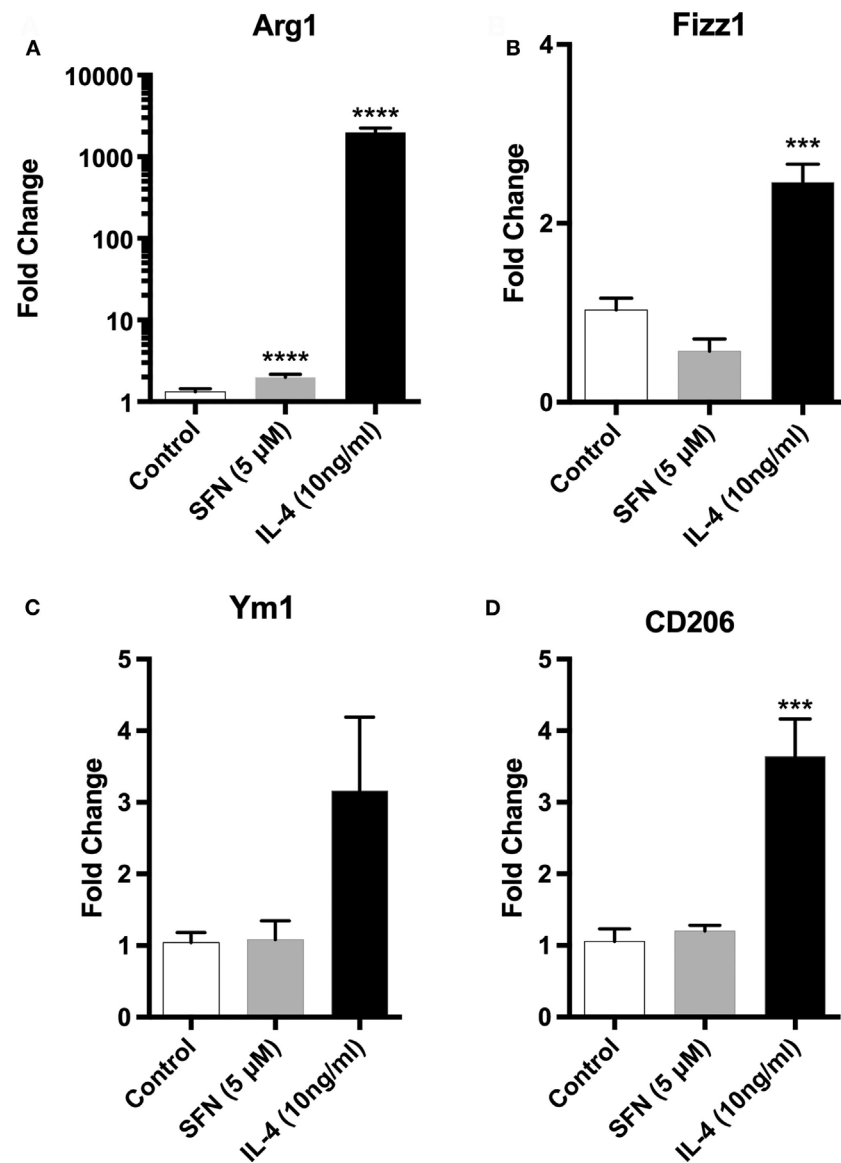 A
Arg1
10000
1000
100
10
1
Fold Change
****
****
Control
SFN (5 µM)
IL-4 (10ng/ml)
B
Fizz1
4
2
0
Fold Change
***
Control
SFN (5 µM)
IL-4 (10ng/ml)
C
Ym1
5
4
3
2
1
0
Fold Change
Control
SFN (5 µM)
IL-4 (10ng/ml)
D
CD206
5
4
3
2
1
0
Fold Change
***
Control
SFN (5 µM)
IL-4 (10ng/ml)